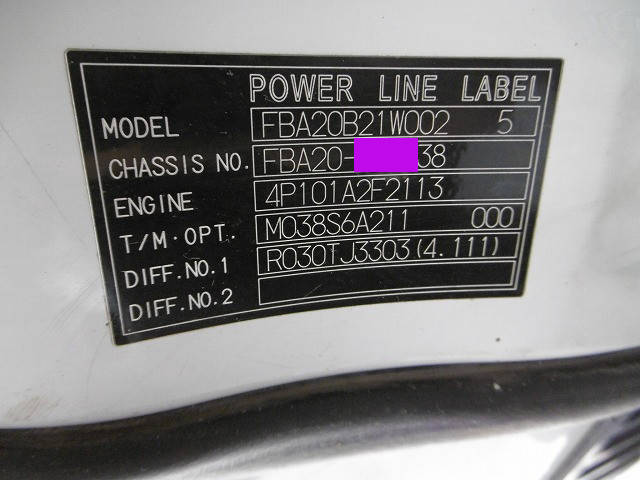 POWER LINE LABEL
MODEL FBA20B21W002 5
CHASSIS NO. FBA20- 38
ENGINE 4P101A2F2113
T/M·OPT. M038S6A211 000
DIFF.NO.1 R030TJ3303(4.111)
DIFF.NO.2